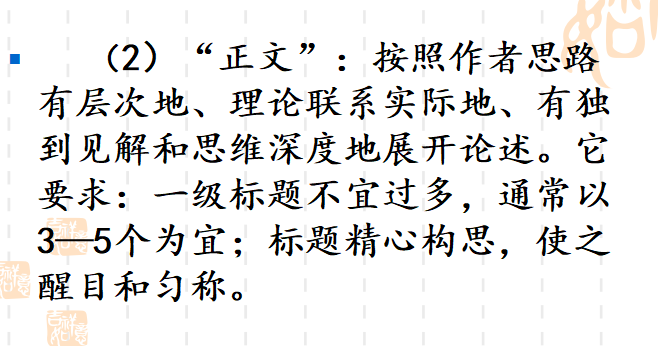 （2）“正文”：按照作者思路
有层次地、理论联系实际地、有独
到见解和思维深度地展开论述。它
要求：一级标题不宜过多，通常以
3—5个为宜；标题精心构思，使之
醒目和匀称。